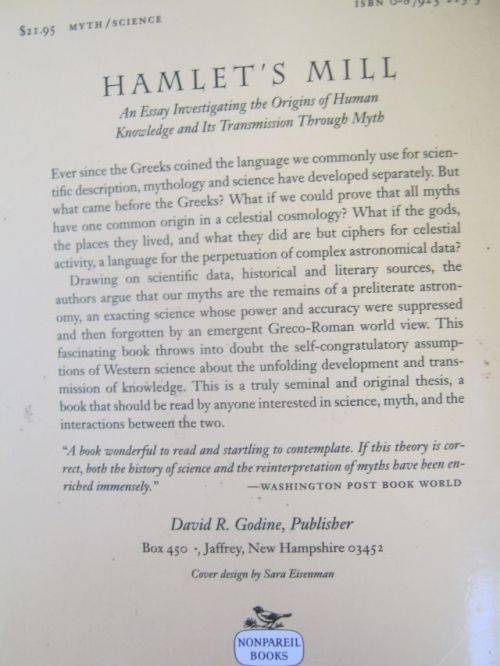 $21.95 MYTH/SCIENCE
ISBN
HAMLET'S MILL
An Essay Investigating the Origins of Human
Knowledge and Its Transmission Through Myth
Ever since the Greeks coined the language we commonly use for scien-
tific description, mythology and science have developed separately. But
what came before the Greeks? What if we could prove that all myths
have one common origin in a celestial cosmology? What if the gods,
the places they lived, and what they did are but ciphers for celestial
activity, a language for the perpetuation of complex astronomical data?
Drawing on scientific data, historical and literary sources, the
authors argue that our myths are the remains of a preliterate astron-
omy, an exacting science whose power and accuracy were suppressed
and then forgotten by an emergent Greco-Roman world view. This
fascinating book throws into doubt the self-congratulatory assump-
tions of Western science about the unfolding development and trans-
mission of knowledge. This is a truly seminal and original thesis, a
book that should be read by anyone interested in science, myth, and the
interactions between the two.
"A book wonderful to read and startling to contemplate. If this theory is cor-
rect, both the history of science and the reinterpretation of myths have been en-
riched immensely." —WASHINGTON POST BOOK WORLD
David R. Godine, Publisher
Box 450 ·, Jaffrey, New Hampshire 03452
Cover design by Sara Eisenman
NONPAREIL
BOOKS